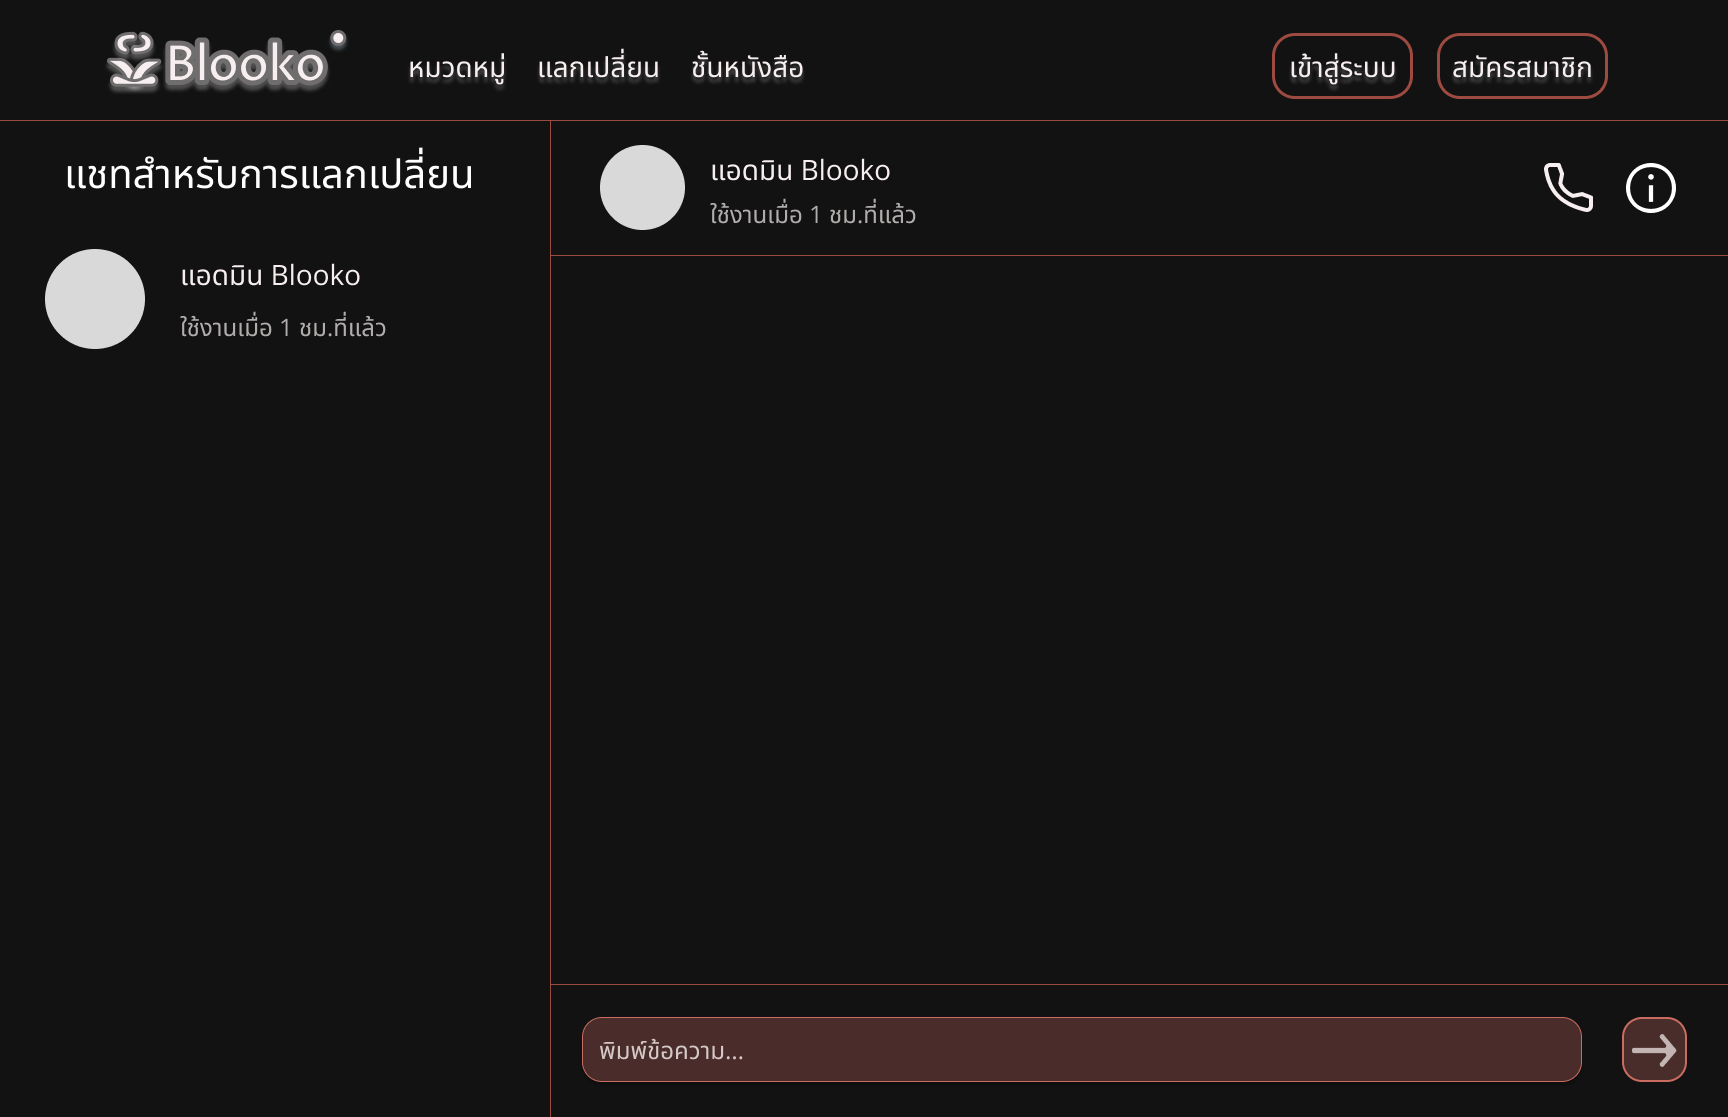 Blooko
หมวดหมู่ แลกเปลี่ยน ชั้นหนังสือ
เข้าสู่ระบบ สมัครสมาชิก
แชทสำหรับการแลกเปลี่ยน
แอดมิน Blooko
ใช้งานเมื่อ 1 ชม.ที่แล้ว
แอดมิน Blooko
ใช้งานเมื่อ 1 ชม.ที่แล้ว
พิมพ์ข้อความ...